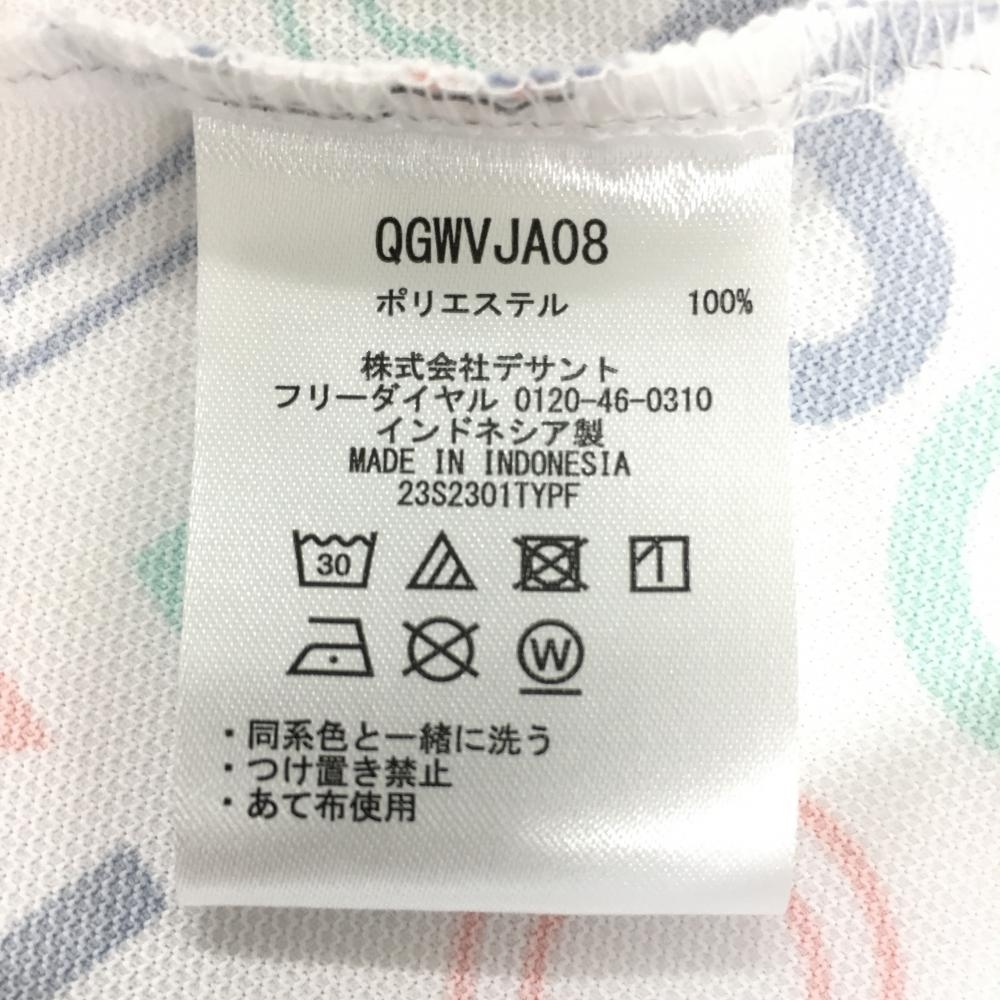 QGWVJA08
ポリエステル 100%
株式会社デサント
フリーダイヤル 0120-46-0310
インドネシア製
MADE IN INDONESIA
23S2301TYPF
30
W
・同系色と一緒に洗う
・つけ置き禁止
・あて布使用